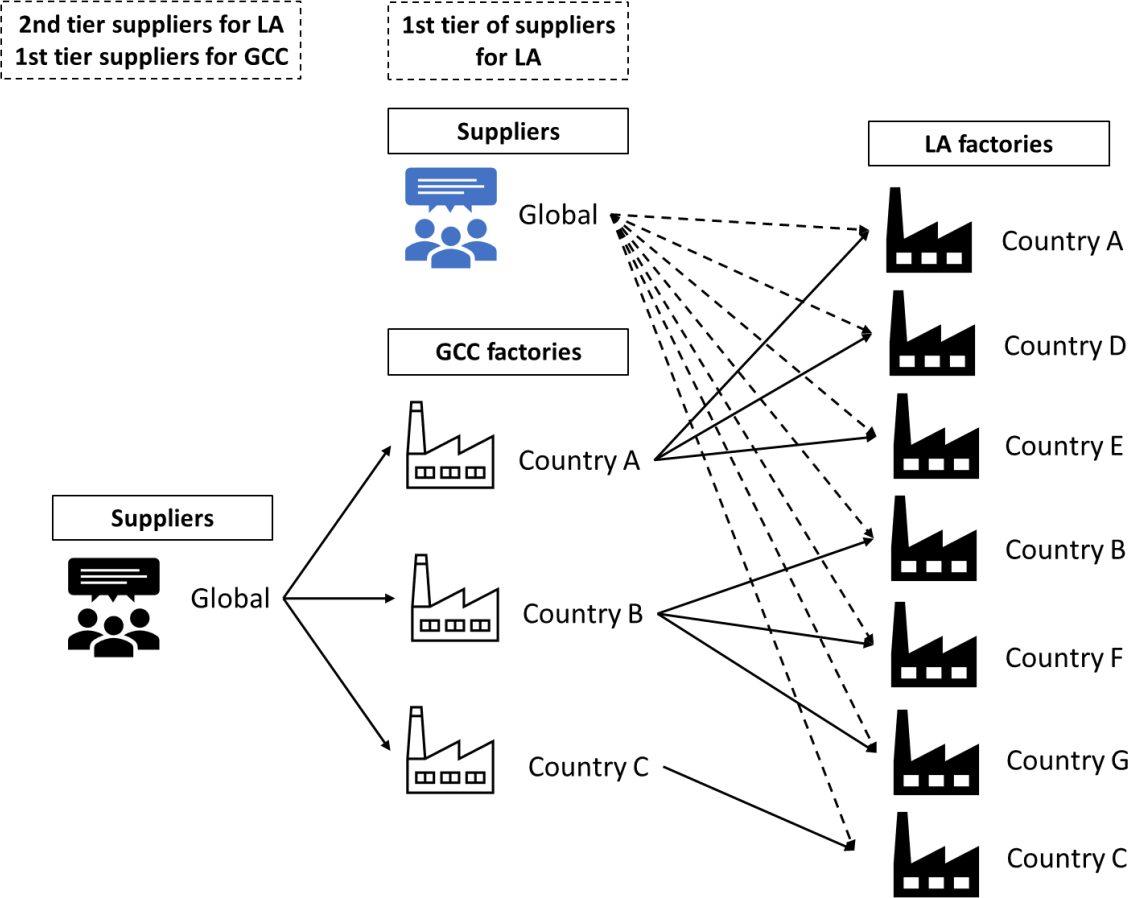 2nd tier suppliers for LA
1st tier suppliers for GCC
1st tier of suppliers
for LA
Suppliers
Global
LA factories
Country A
Country D
Country E
Country B
Country F
Country G
Country C
GCC factories
Country A
Country B
Country C
Suppliers
Global